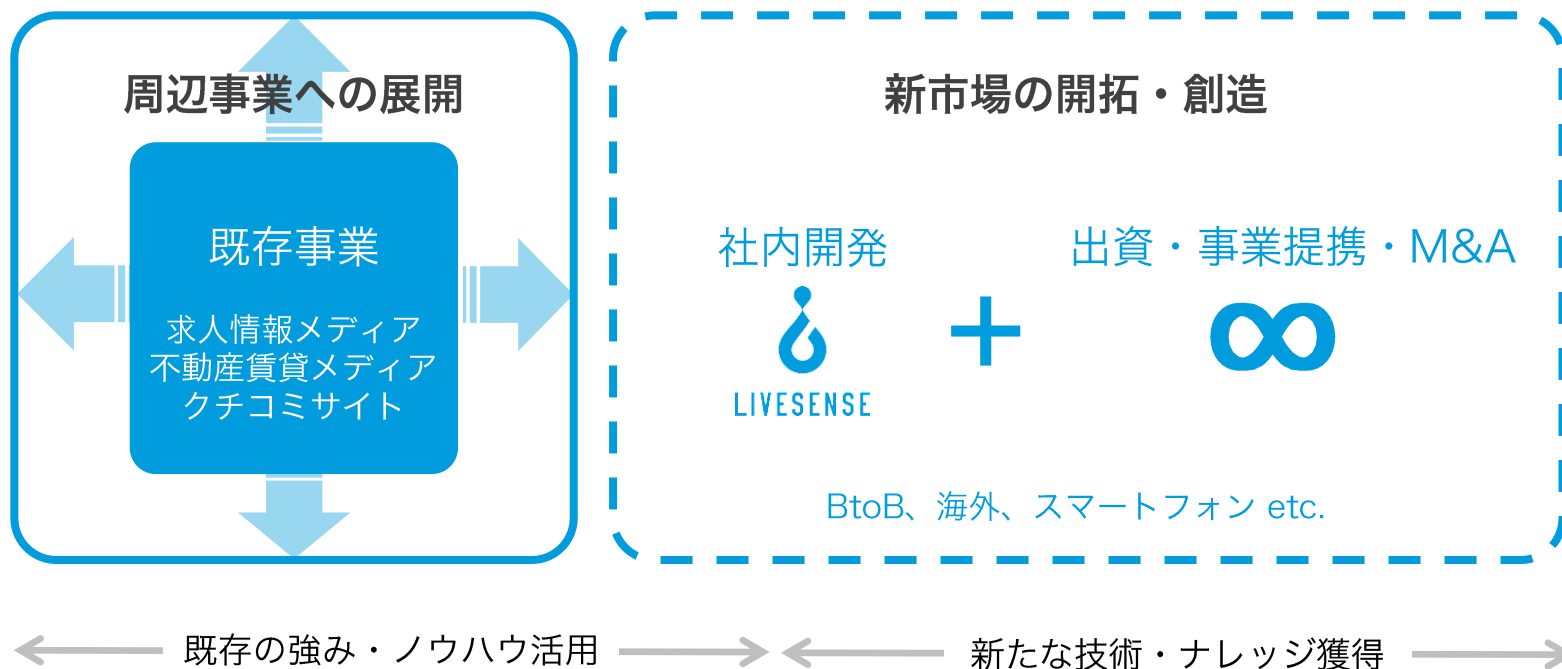 周辺事業への展開
既存事業
求人情報メディア
不動産賃貸メディア
クチコミサイト
新市場の開拓・創造
社内開発
LIVESENSE
+
出資・事業提携・M&A
∞
BtoB、海外、スマートフォン etc.
既存の強み・ノウハウ活用
新たな技術・ナレッジ獲得